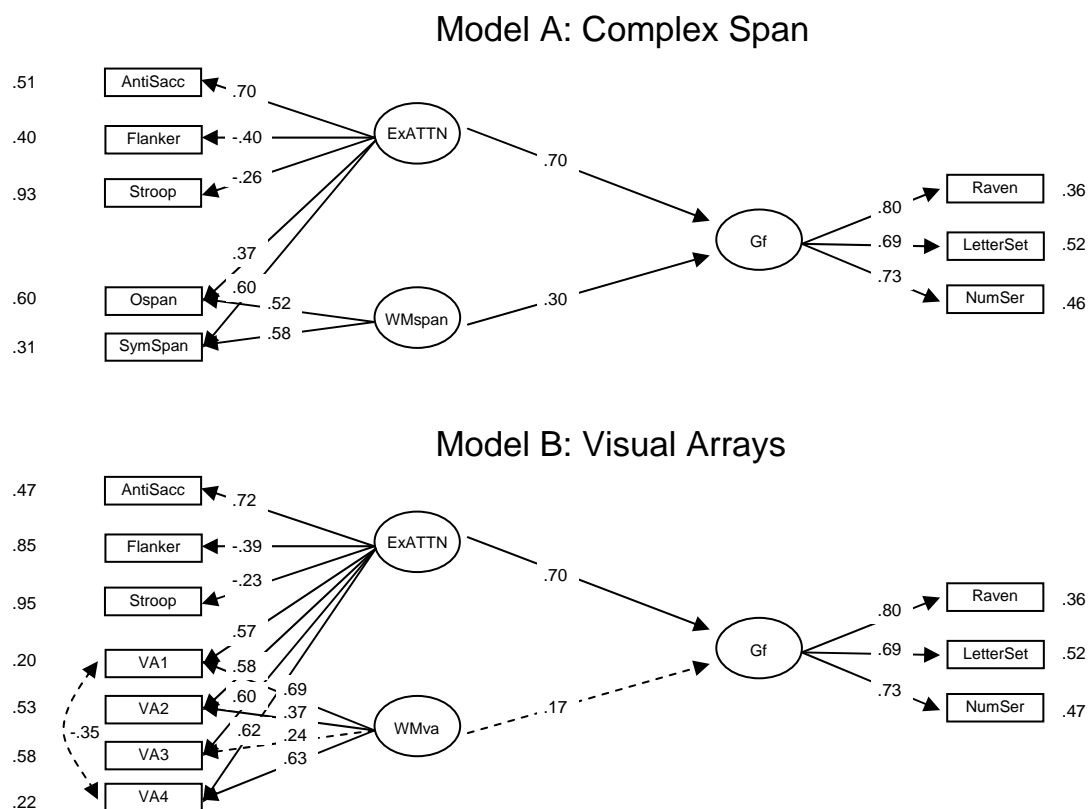 Model A: Complex Span
.51 AntiSacc .70
.40 Flanker -.40 ExATTN .70
.93 Stroop -.26
Raven .80 .36
Gf .69 LetterSet .52
.73 NumSer .46
.37
.60 Ospan .60 .52 .30
WMspan
.31 SymSpan .58
Model B: Visual Arrays
.47 AntiSacc .72
.85 Flanker -.39 ExATTN .70
.95 Stroop -.23
Raven .80 .36
Gf .69 LetterSet .52
.73 NumSer .47
.57
.20 VA1 .58
.60 .69
.53 VA2 .37 WMva .17
-.35 .62 .24
.58 VA3 .63
.22 VA4